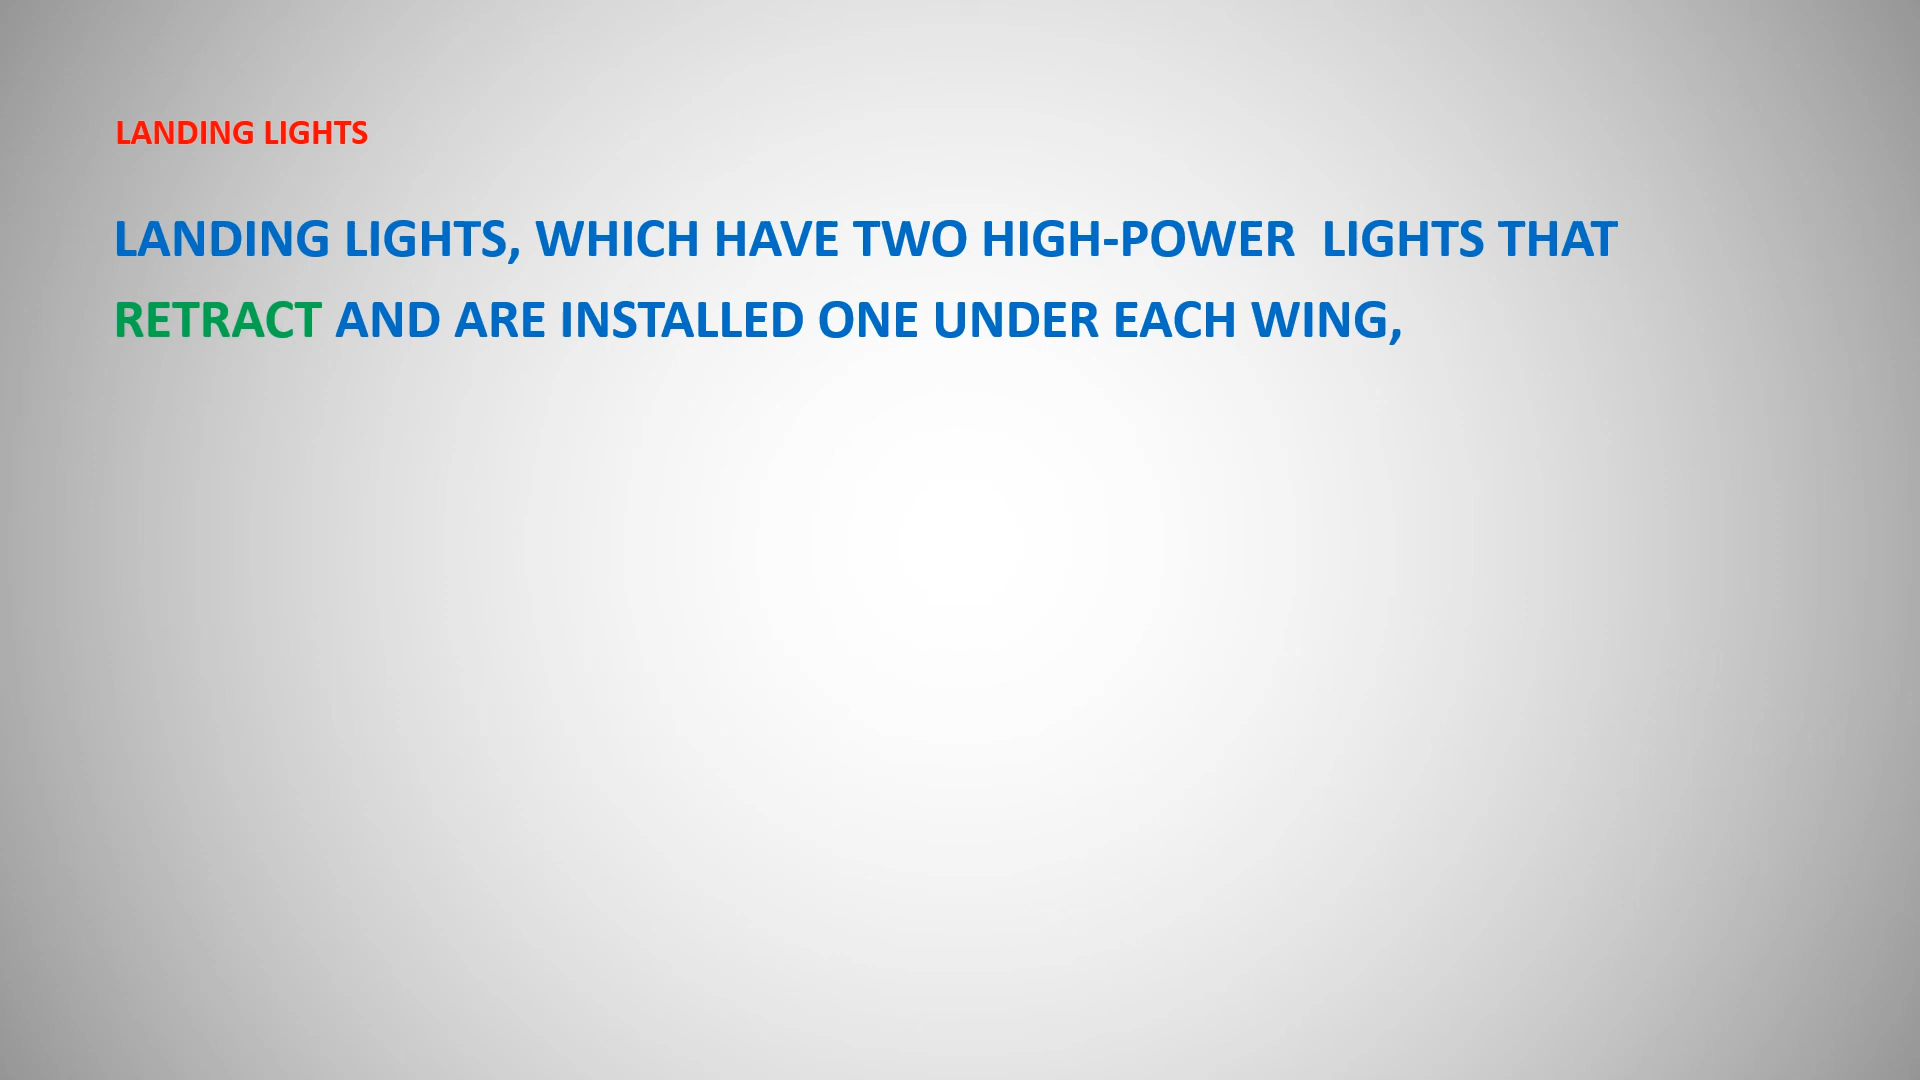 LANDING LIGHTS
LANDING LIGHTS, WHICH HAVE TWO HIGH-POWER  LIGHTS THAT
RETRACT AND ARE INSTALLED ONE UNDER EACH WING,